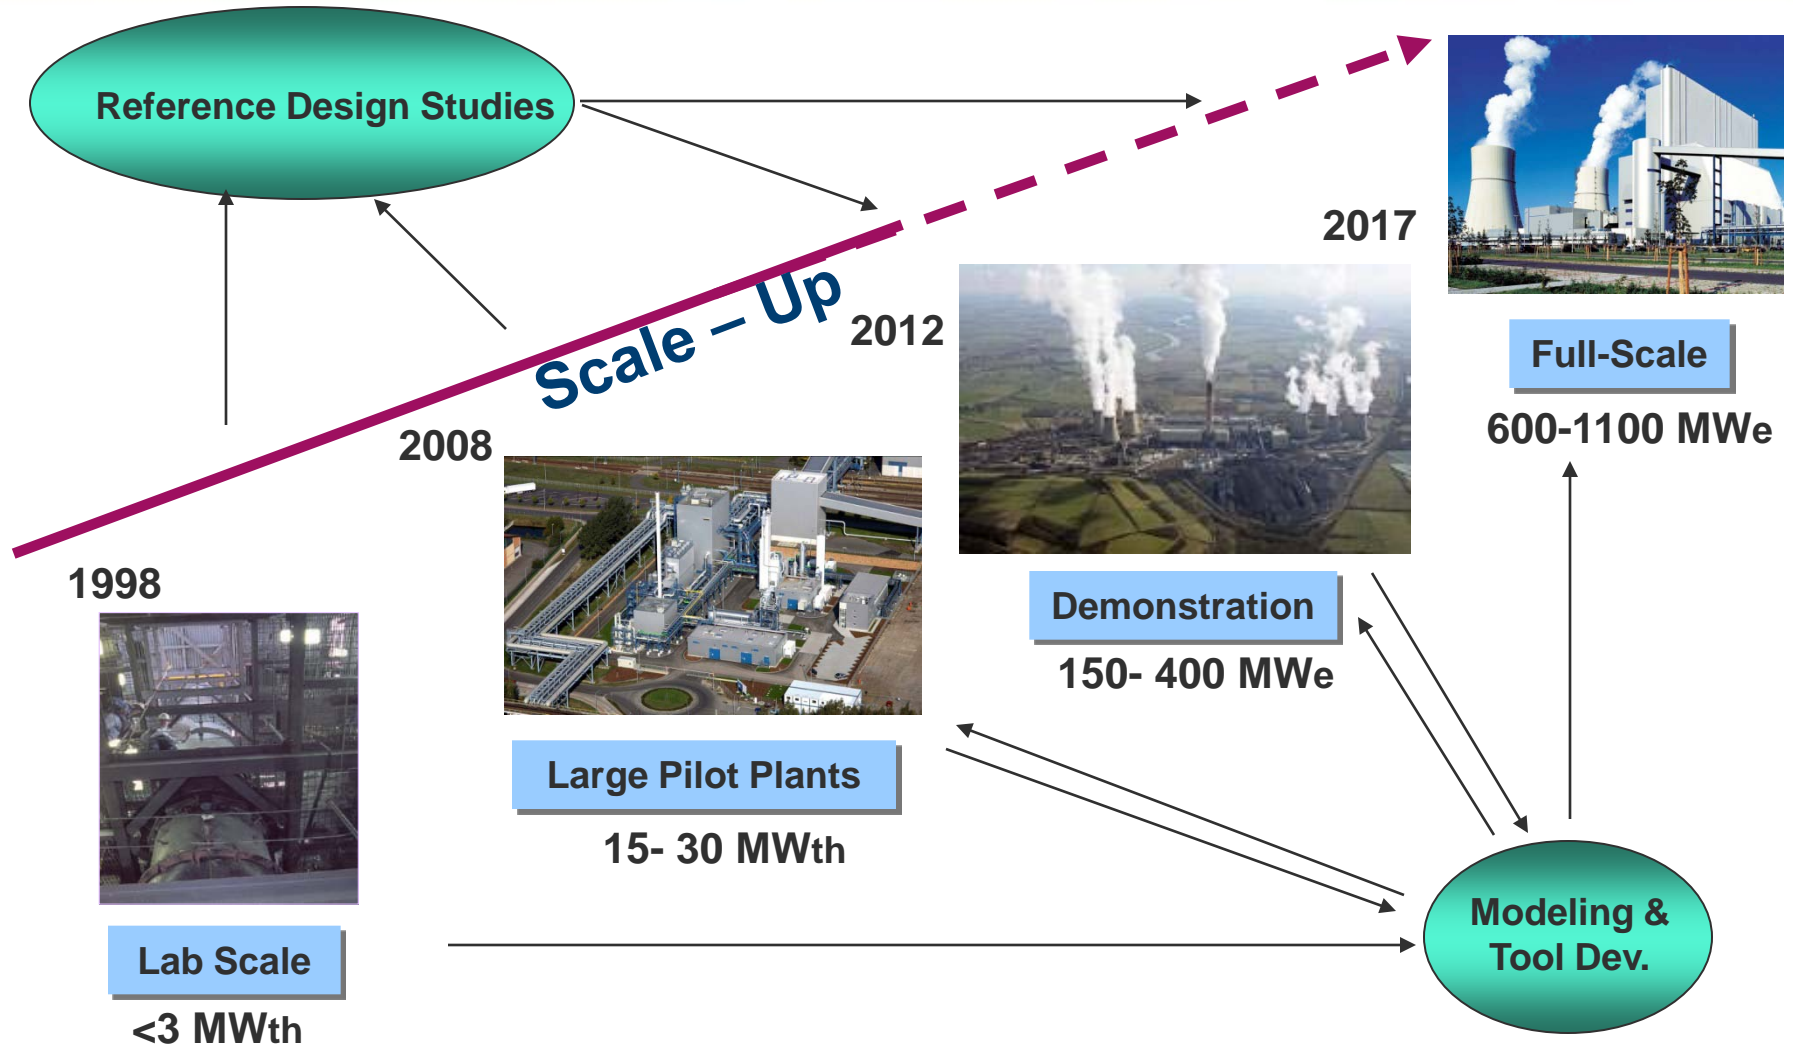 Reference Design Studies
Scale – Up
1998
Lab Scale
<3 MWth
2008
Large Pilot Plants
15- 30 MWth
2012
Demonstration
150- 400 MWe
2017
Full-Scale
600-1100 MWe
Modeling &
Tool Dev.